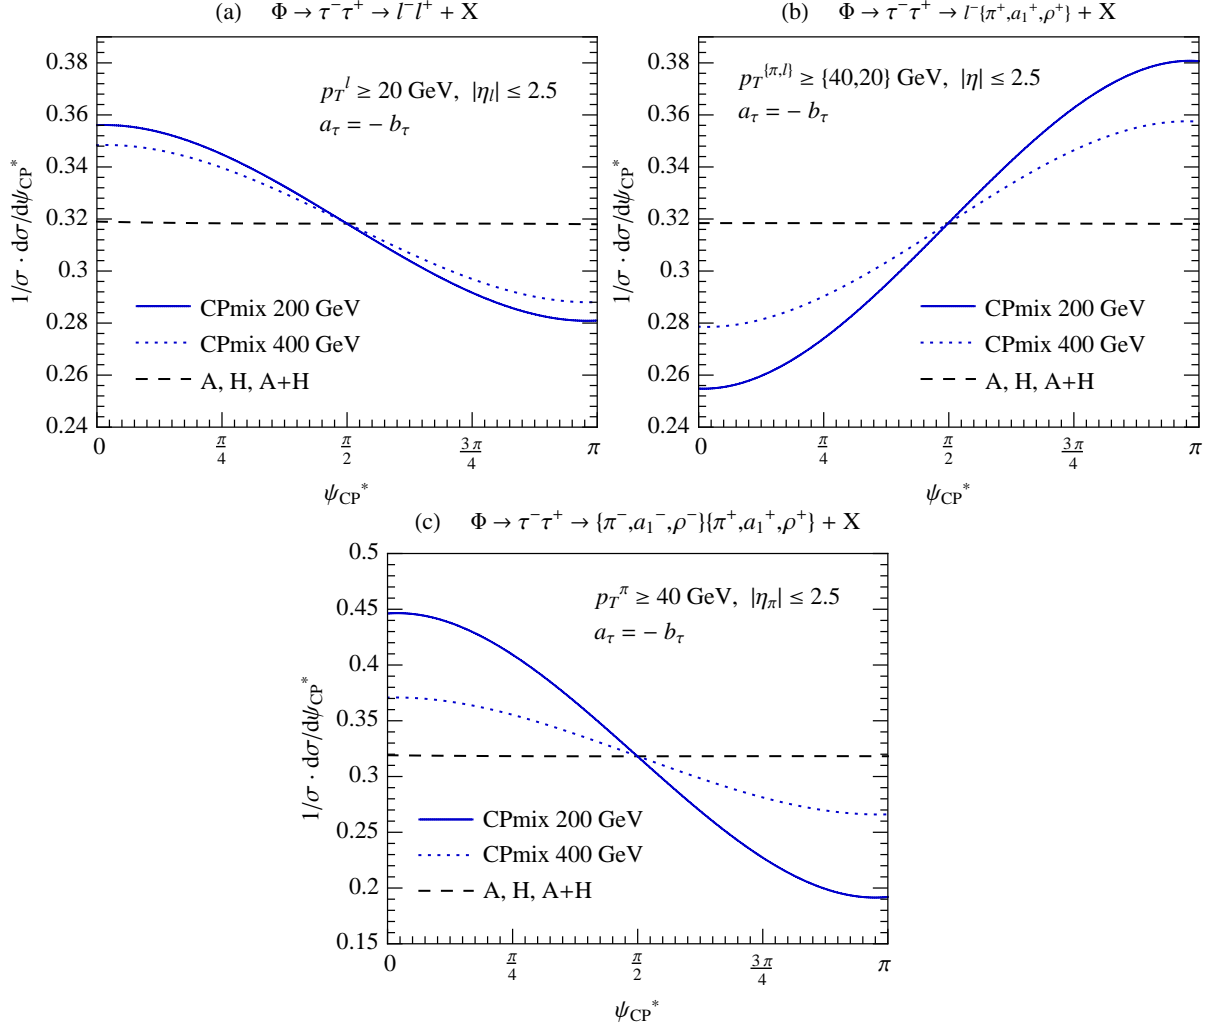 (a) Φ → τ⁻τ⁺ → l⁻l⁺ + X
p_T^l ≥ 20 GeV, |η_l| ≤ 2.5
a_τ = − b_τ
1/σ · dσ/dψ_CP^*
0.38
0.36
0.34
0.32
0.3
0.28
0.26
0.24
CPmix 200 GeV
CPmix 400 GeV
A, H, A+H
0 π/4 π/2 3π/4 π
ψ_CP^*
(b) Φ → τ⁻τ⁺ → l⁻{π⁺,a₁⁺,ρ⁺} + X
p_T^{π,l} ≥ {40,20} GeV, |η| ≤ 2.5
a_τ = − b_τ
1/σ · dσ/dψ_CP^*
0.38
0.36
0.34
0.32
0.3
0.28
0.26
0.24
CPmix 200 GeV
CPmix 400 GeV
A, H, A+H
0 π/4 π/2 3π/4 π
ψ_CP^*
(c) Φ → τ⁻τ⁺ → {π⁻,a₁⁻,ρ⁻}{π⁺,a₁⁺,ρ⁺} + X
p_T^π ≥ 40 GeV, |η_π| ≤ 2.5
a_τ = − b_τ
1/σ · dσ/dψ_CP^*
0.5
0.45
0.4
0.35
0.3
0.25
0.2
0.15
CPmix 200 GeV
CPmix 400 GeV
A, H, A+H
0 π/4 π/2 3π/4 π
ψ_CP^*